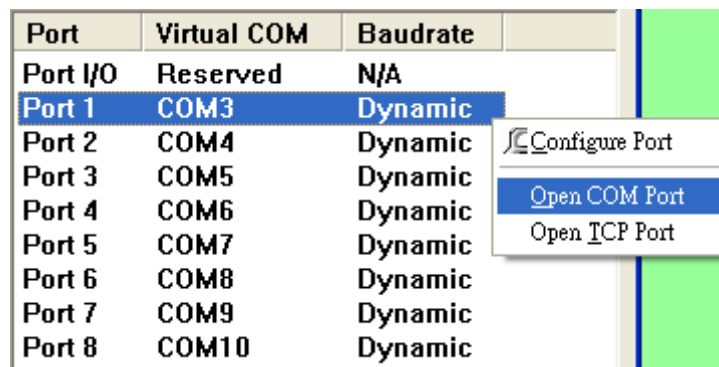 Port Virtual COM Baudrate
Port I/O Reserved N/A
Port 1 COM3 Dynamic
Port 2 COM4 Dynamic
Configure Port
Port 3 COM5 Dynamic
Open COM Port
Port 4 COM6 Dynamic
Open TCP Port
Port 5 COM7 Dynamic
Port 6 COM8 Dynamic
Port 7 COM9 Dynamic
Port 8 COM10 Dynamic